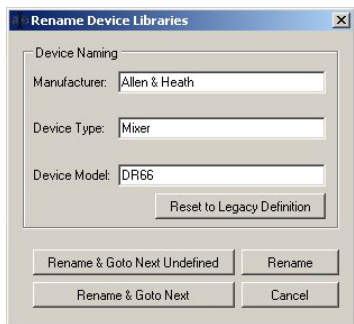 Rename Device Libraries
Device Naming
Manufacturer: Allen & Heath
Device Type: Mixer
Device Model: DR66
Reset to Legacy Definition
Rename & Goto Next Undefined Rename
Rename & Goto Next Cancel